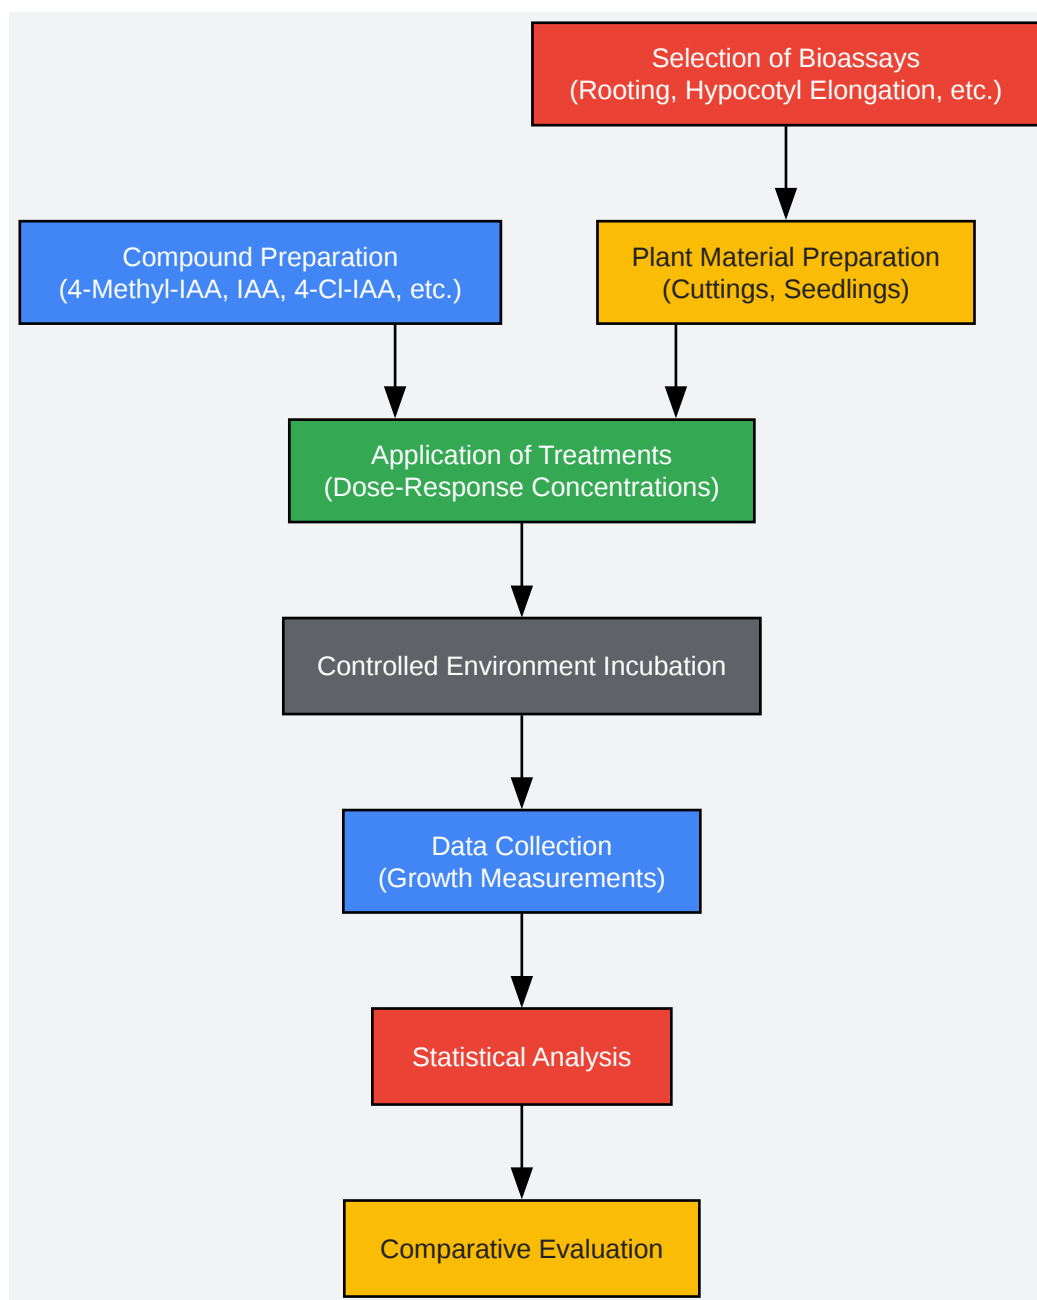 Selection of Bioassays
(Rooting, Hypocotyl Elongation, etc.)
Compound Preparation
(4-Methyl-IAA, IAA, 4-Cl-IAA, etc.)
Plant Material Preparation
(Cuttings, Seedlings)
Application of Treatments
(Dose-Response Concentrations)
Controlled Environment Incubation
Data Collection
(Growth Measurements)
Statistical Analysis
Comparative Evaluation